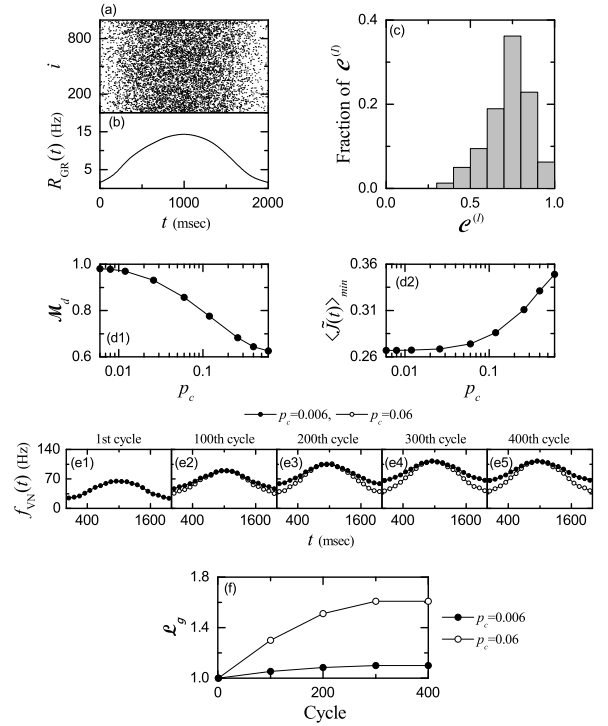 (a)
800
200
i
(b)
15
5
R_GR(t) (Hz)
0 1000 2000
t (msec)
(c)
0.4
0.2
0.0
Fraction of 𝒞^(I)
0.5 1.0
𝒞^(I)
1.0
0.8
0.6
ℳ_d
(d1)
0.01 0.1
p_c
0.36
0.31
0.26
⟨J̃(t)⟩_min
(d2)
0.01 0.1
p_c
p_c=0.006, p_c=0.06
1st cycle 100th cycle 200th cycle 300th cycle 400th cycle
140
70
0
f_VN(t) (Hz)
(e1) (e2) (e3) (e4) (e5)
400 1600 400 1600 400 1600 400 1600 400 1600
t (msec)
1.8
1.4
1.0
ℒ_g
(f)
p_c=0.006
p_c=0.06
0 200 400
Cycle